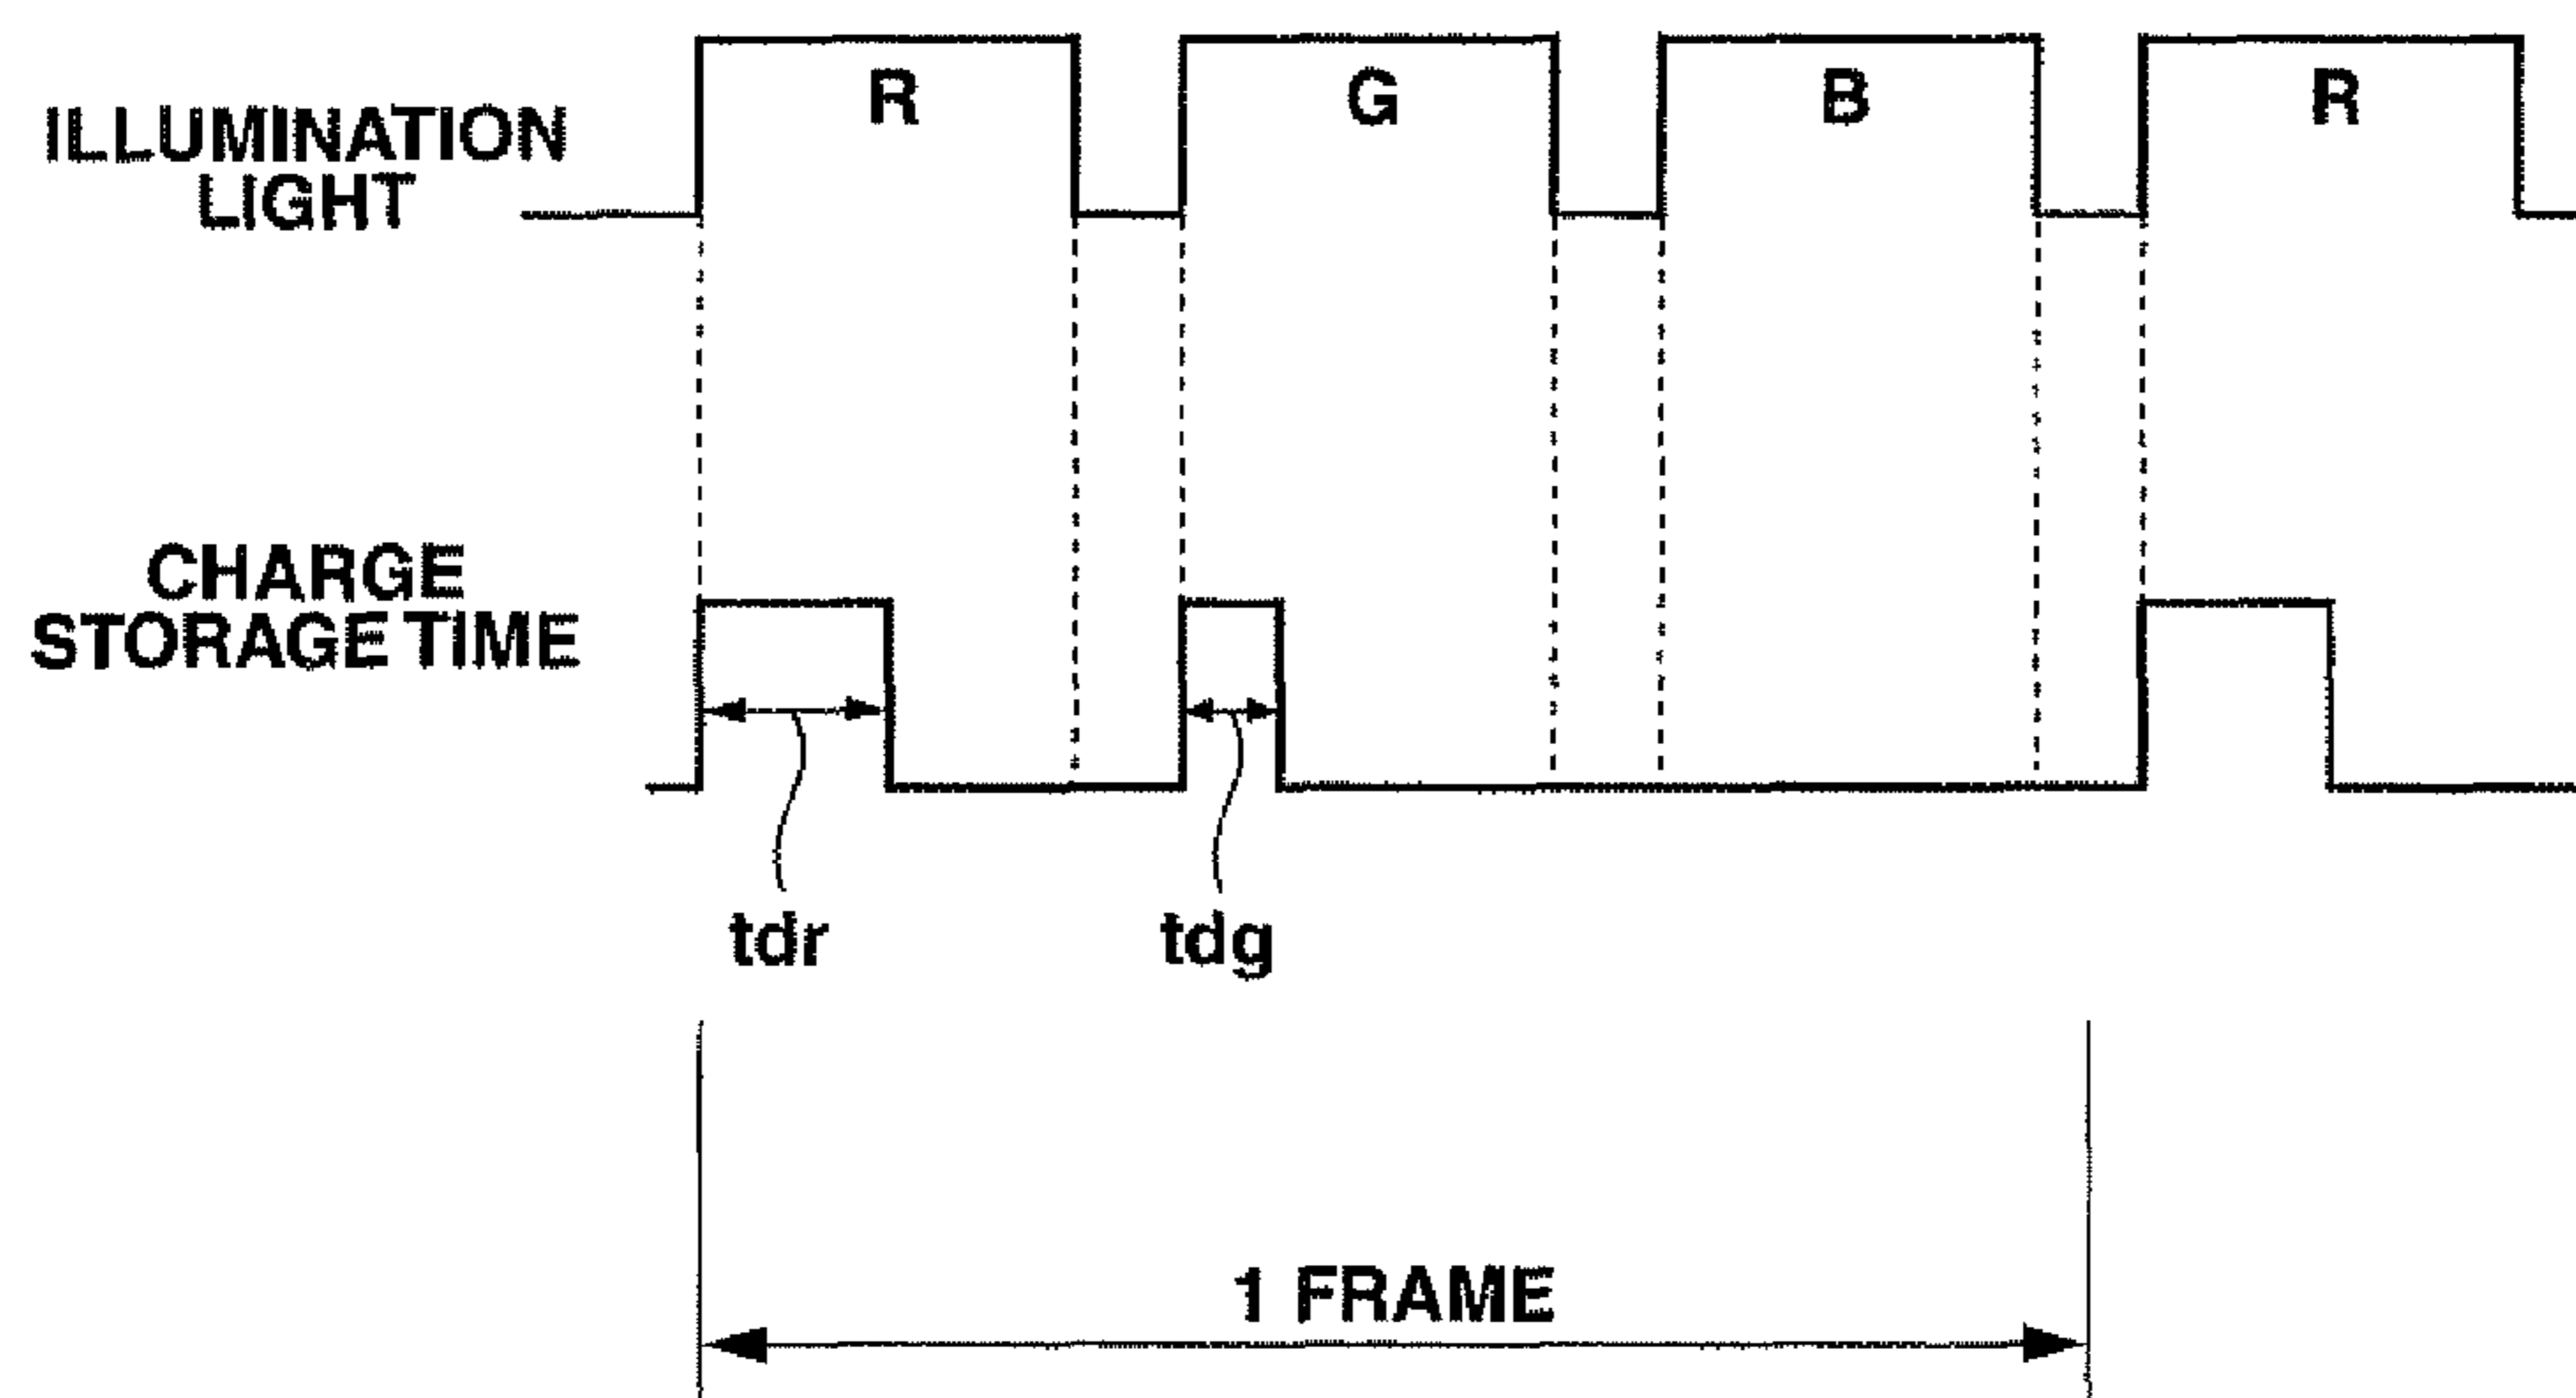 R G B R
ILLUMINATION
LIGHT
CHARGE
STORAGE TIME
tdr tdg
1 FRAME